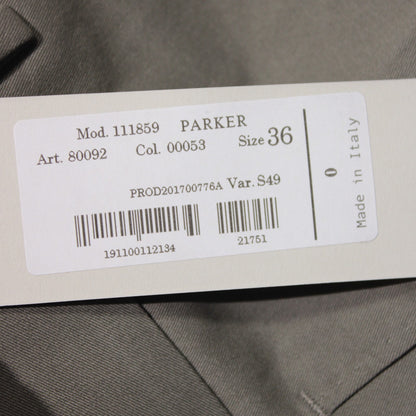 Mod. 111859 PARKER
Art. 80092 Col. 00053 Size 36
PROD201700776A Var. S49
191100112134 21751
0
Made in Italy